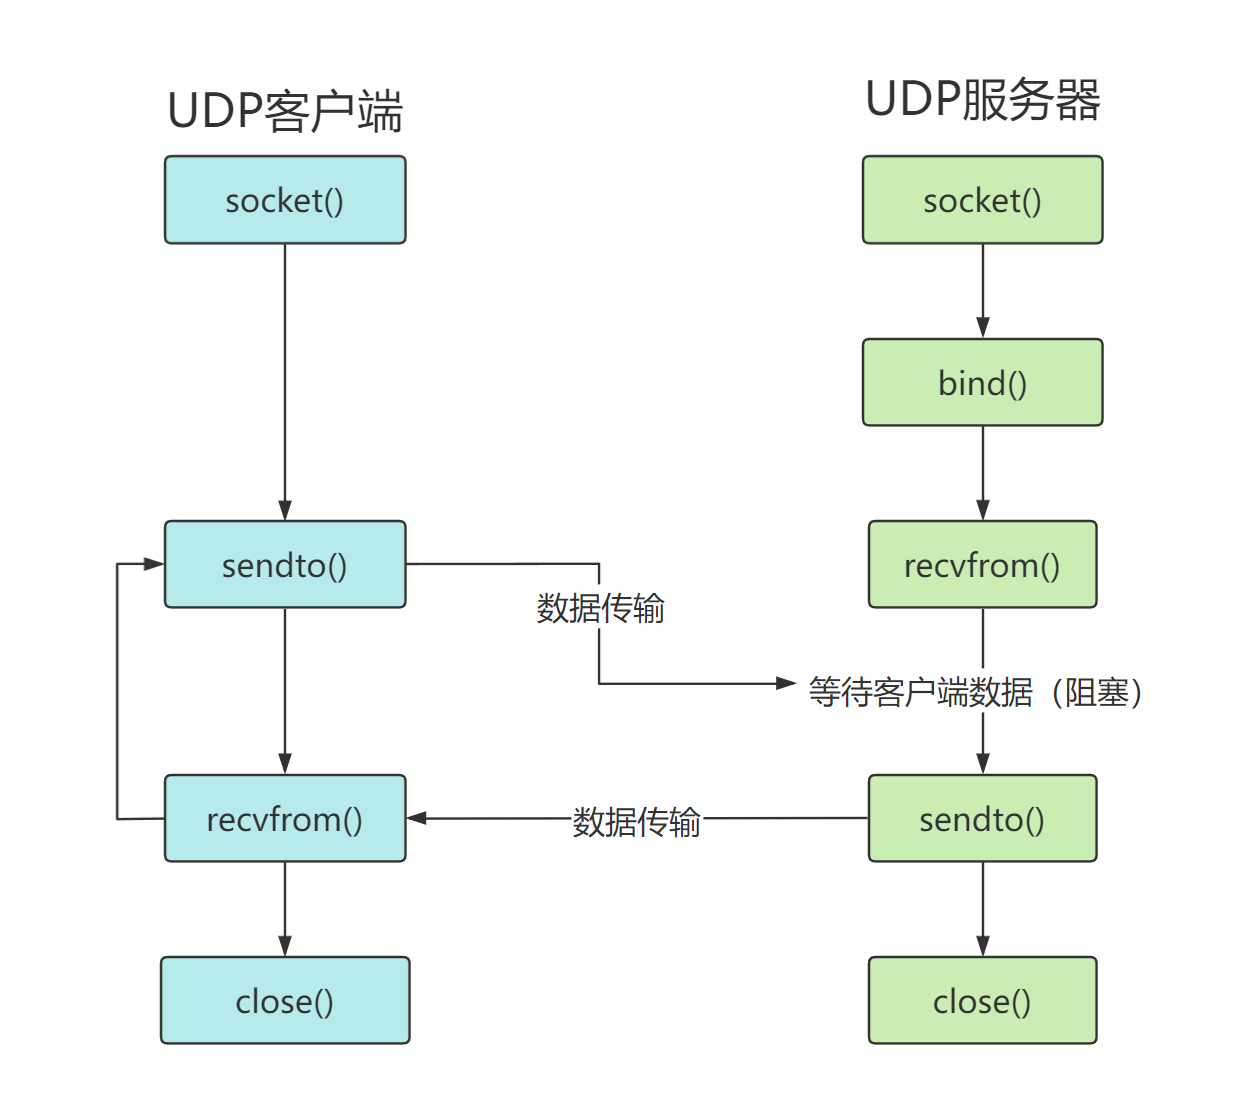 UDP客户端
socket()
sendto()
recvfrom()
close()
数据传输
数据传输
UDP服务器
socket()
bind()
recvfrom()
等待客户端数据（阻塞）
sendto()
close()